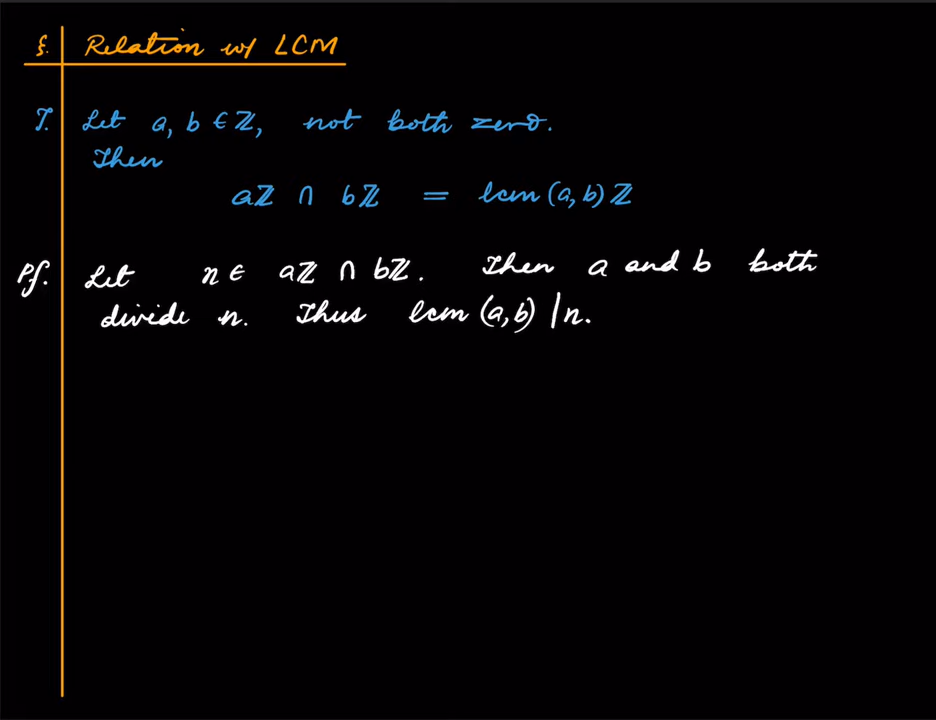 §. Relation w/ LCM
T. Let a, b ∈ ℤ, not both zero.
Then
aℤ ∩ bℤ = lcm (a, b) ℤ
Pf. Let n ∈ aℤ ∩ bℤ. Then a and b both
divide n. Thus lcm (a, b) | n.